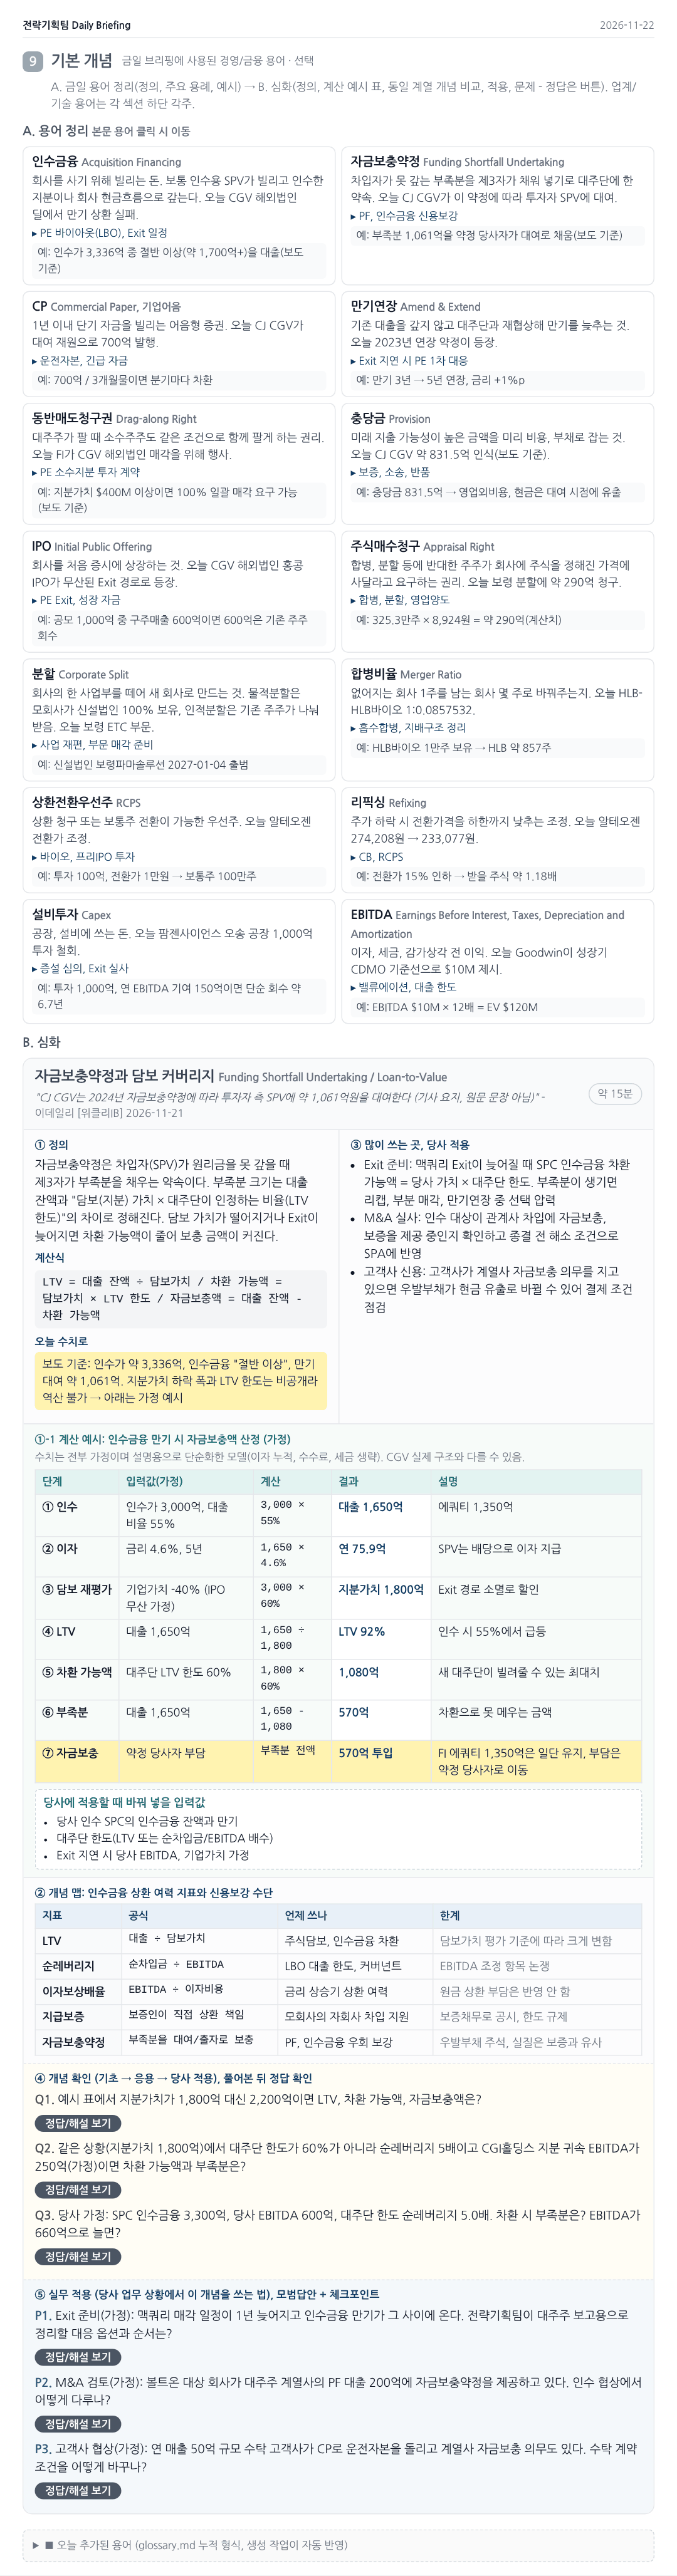 전략기획팀 Daily Briefing
2026-11-22
9 기본 개념 금일 브리핑에 사용된 경영/금융 용어 · 선택
A. 금일 용어 정리(정의, 주요 용례, 예시) → B. 심화(정의, 계산 예시 표, 동일 계열 개념 비교, 적용, 문제 - 정답은 버튼). 업계/
기술 용어는 각 섹션 하단 각주.
A. 용어 정리 본문 용어 클릭 시 이동
인수금융 Acquisition Financing
회사를 사기 위해 빌리는 돈. 보통 인수용 SPV가 빌리고 인수한
지분이나 회사 현금흐름으로 갚는다. 오늘 CGV 해외법인
딜에서 만기 상환 실패.
▸ PE 바이아웃(LBO), Exit 일정
예: 인수가 3,336억 중 절반 이상(약 1,700억+)을 대출(보도
기준)
자금보충약정 Funding Shortfall Undertaking
차입자가 못 갚는 부족분을 제3자가 채워 넣기로 대주단에 한
약속. 오늘 CJ CGV가 이 약정에 따라 투자자 SPV에 대여.
▸ PF, 인수금융 신용보강
예: 부족분 1,061억을 약정 당사자가 대여로 채움(보도 기준)
CP Commercial Paper, 기업어음
1년 이내 단기 자금을 빌리는 어음형 증권. 오늘 CJ CGV가
대여 재원으로 700억 발행.
▸ 운전자본, 긴급 자금
예: 700억 / 3개월물이면 분기마다 차환
만기연장 Amend & Extend
기존 대출을 갚지 않고 대주단과 재협상해 만기를 늦추는 것.
오늘 2023년 연장 약정이 등장.
▸ Exit 지연 시 PE 1차 대응
예: 만기 3년 → 5년 연장, 금리 +1%p
동반매도청구권 Drag-along Right
대주주가 팔 때 소수주주도 같은 조건으로 함께 팔게 하는 권리.
오늘 FI가 CGV 해외법인 매각을 위해 행사.
▸ PE 소수지분 투자 계약
예: 지분가치 $400M 이상이면 100% 일괄 매각 요구 가능
(보도 기준)
충당금 Provision
미래 지출 가능성이 높은 금액을 미리 비용, 부채로 잡는 것.
오늘 CJ CGV 약 831.5억 인식(보도 기준).
▸ 보증, 소송, 반품
예: 충당금 831.5억 → 영업외비용, 현금은 대여 시점에 유출
IPO Initial Public Offering
회사를 처음 증시에 상장하는 것. 오늘 CGV 해외법인 홍콩
IPO가 무산된 Exit 경로로 등장.
▸ PE Exit, 성장 자금
예: 공모 1,000억 중 구주매출 600억이면 600억은 기존 주주
회수
주식매수청구 Appraisal Right
합병, 분할 등에 반대한 주주가 회사에 주식을 정해진 가격에
사달라고 요구하는 권리. 오늘 보령 분할에 약 290억 청구.
▸ 합병, 분할, 영업양도
예: 325.3만주 × 8,924원 = 약 290억(계산치)
분할 Corporate Split
회사의 한 사업부를 떼어 새 회사로 만드는 것. 물적분할은
모회사가 신설법인 100% 보유, 인적분할은 기존 주주가 나눠
받음. 오늘 보령 ETC 부문.
▸ 사업 재편, 부문 매각 준비
예: 신설법인 보령파마솔루션 2027-01-04 출범
합병비율 Merger Ratio
없어지는 회사 1주를 남는 회사 몇 주로 바꿔주는지. 오늘 HLB-
HLB바이오 1:0.0857532.
▸ 흡수합병, 지배구조 정리
예: HLB바이오 1만주 보유 → HLB 약 857주
상환전환우선주 RCPS
상환 청구 또는 보통주 전환이 가능한 우선주. 오늘 알테오젠
전환가 조정.
▸ 바이오, 프리IPO 투자
예: 투자 100억, 전환가 1만원 → 보통주 100만주
리픽싱 Refixing
주가 하락 시 전환가격을 하한까지 낮추는 조정. 오늘 알테오젠
274,208원 → 233,077원.
▸ CB, RCPS
예: 전환가 15% 인하 → 받을 주식 약 1.18배
설비투자 Capex
공장, 설비에 쓰는 돈. 오늘 팜젠사이언스 오송 공장 1,000억
투자 철회.
▸ 증설 심의, Exit 실사
예: 투자 1,000억, 연 EBITDA 기여 150억이면 단순 회수 약
6.7년
EBITDA Earnings Before Interest, Taxes, Depreciation and
Amortization
이자, 세금, 감가상각 전 이익. 오늘 Goodwin이 성장기
CDMO 기준선으로 $10M 제시.
▸ 밸류에이션, 대출 한도
예: EBITDA $10M × 12배 = EV $120M
B. 심화
자금보충약정과 담보 커버리지 Funding Shortfall Undertaking / Loan-to-Value
"CJ CGV는 2024년 자금보충약정에 따라 투자자 측 SPV에 약 1,061억원을 대여한다 (기사 요지, 원문 문장 아님)" -
이데일리 [위클리IB] 2026-11-21
약 15분
① 정의
자금보충약정은 차입자(SPV)가 원리금을 못 갚을 때
제3자가 부족분을 채우는 약속이다. 부족분 크기는 대출
잔액과 "담보(지분) 가치 × 대주단이 인정하는 비율(LTV
한도)"의 차이로 정해진다. 담보 가치가 떨어지거나 Exit이
늦어지면 차환 가능액이 줄어 보충 금액이 커진다.
계산식
LTV = 대출 잔액 ÷ 담보가치 / 차환 가능액 =
담보가치 × LTV 한도 / 자금보충액 = 대출 잔액 -
차환 가능액
오늘 수치로
보도 기준: 인수가 약 3,336억, 인수금융 "절반 이상", 만기
대여 약 1,061억. 지분가치 하락 폭과 LTV 한도는 비공개라
역산 불가 → 아래는 가정 예시
③ 많이 쓰는 곳, 당사 적용
• Exit 준비: 맥쿼리 Exit이 늦어질 때 SPC 인수금융 차환
가능액 = 당사 가치 × 대주단 한도. 부족분이 생기면
리캡, 부분 매각, 만기연장 중 선택 압력
• M&A 실사: 인수 대상이 관계사 차입에 자금보충,
보증을 제공 중인지 확인하고 종결 전 해소 조건으로
SPA에 반영
• 고객사 신용: 고객사가 계열사 자금보충 의무를 지고
있으면 우발부채가 현금 유출로 바뀔 수 있어 결제 조건
점검
①-1 계산 예시: 인수금융 만기 시 자금보충액 산정 (가정)
수치는 전부 가정이며 설명용으로 단순화한 모델(이자 누적, 수수료, 세금 생략). CGV 실제 구조와 다를 수 있음.
단계 입력값(가정) 계산 결과 설명
① 인수 인수가 3,000억, 대출
비율 55% 3,000 ×
55% 대출 1,650억 에쿼티 1,350억
② 이자 금리 4.6%, 5년 1,650 ×
4.6% 연 75.9억 SPV는 배당으로 이자 지급
③ 담보 재평가 기업가치 -40% (IPO
무산 가정) 3,000 ×
60% 지분가치 1,800억 Exit 경로 소멸로 할인
④ LTV 대출 1,650억 1,650 ÷
1,800 LTV 92% 인수 시 55%에서 급등
⑤ 차환 가능액 대주단 LTV 한도 60% 1,800 ×
60% 1,080억 새 대주단이 빌려줄 수 있는 최대치
⑥ 부족분 대출 1,650억 1,650 -
1,080 570억 차환으로 못 메우는 금액
⑦ 자금보충 약정 당사자 부담 부족분 전액 570억 투입 FI 에쿼티 1,350억은 일단 유지, 부담은
약정 당사자로 이동
당사에 적용할 때 바꿔 넣을 입력값
• 당사 인수 SPC의 인수금융 잔액과 만기
• 대주단 한도(LTV 또는 순차입금/EBITDA 배수)
• Exit 지연 시 당사 EBITDA, 기업가치 가정
② 개념 맵: 인수금융 상환 여력 지표와 신용보강 수단
지표 공식 언제 쓰나 한계
LTV 대출 ÷ 담보가치 주식담보, 인수금융 차환 담보가치 평가 기준에 따라 크게 변함
순레버리지 순차입금 ÷ EBITDA LBO 대출 한도, 커버넌트 EBITDA 조정 항목 논쟁
이자보상배율 EBITDA ÷ 이자비용 금리 상승기 상환 여력 원금 상환 부담은 반영 안 함
지급보증 보증인이 직접 상환 책임 모회사의 자회사 차입 지원 보증채무로 공시, 한도 규제
자금보충약정 부족분을 대여/출자로 보충 PF, 인수금융 우회 보강 우발부채 주석, 실질은 보증과 유사
④ 개념 확인 (기초 → 응용 → 당사 적용), 풀어본 뒤 정답 확인
Q1. 예시 표에서 지분가치가 1,800억 대신 2,200억이면 LTV, 차환 가능액, 자금보충액은?
정답/해설 보기
Q2. 같은 상황(지분가치 1,800억)에서 대주단 한도가 60%가 아니라 순레버리지 5배이고 CGI홀딩스 지분 귀속 EBITDA가
250억(가정)이면 차환 가능액과 부족분은?
정답/해설 보기
Q3. 당사 가정: SPC 인수금융 3,300억, 당사 EBITDA 600억, 대주단 한도 순레버리지 5.0배. 차환 시 부족분은? EBITDA가
660억으로 늘면?
정답/해설 보기
⑤ 실무 적용 (당사 업무 상황에서 이 개념을 쓰는 법), 모범답안 + 체크포인트
P1. Exit 준비(가정): 맥쿼리 매각 일정이 1년 늦어지고 인수금융 만기가 그 사이에 온다. 전략기획팀이 대주주 보고용으로
정리할 대응 옵션과 순서는?
정답/해설 보기
P2. M&A 검토(가정): 볼트온 대상 회사가 대주주 계열사의 PF 대출 200억에 자금보충약정을 제공하고 있다. 인수 협상에서
어떻게 다루나?
정답/해설 보기
P3. 고객사 협상(가정): 연 매출 50억 규모 수탁 고객사가 CP로 운전자본을 돌리고 계열사 자금보충 의무도 있다. 수탁 계약
조건을 어떻게 바꾸나?
정답/해설 보기
▶ ■ 오늘 추가된 용어 (glossary.md 누적 형식, 생성 작업이 자동 반영)